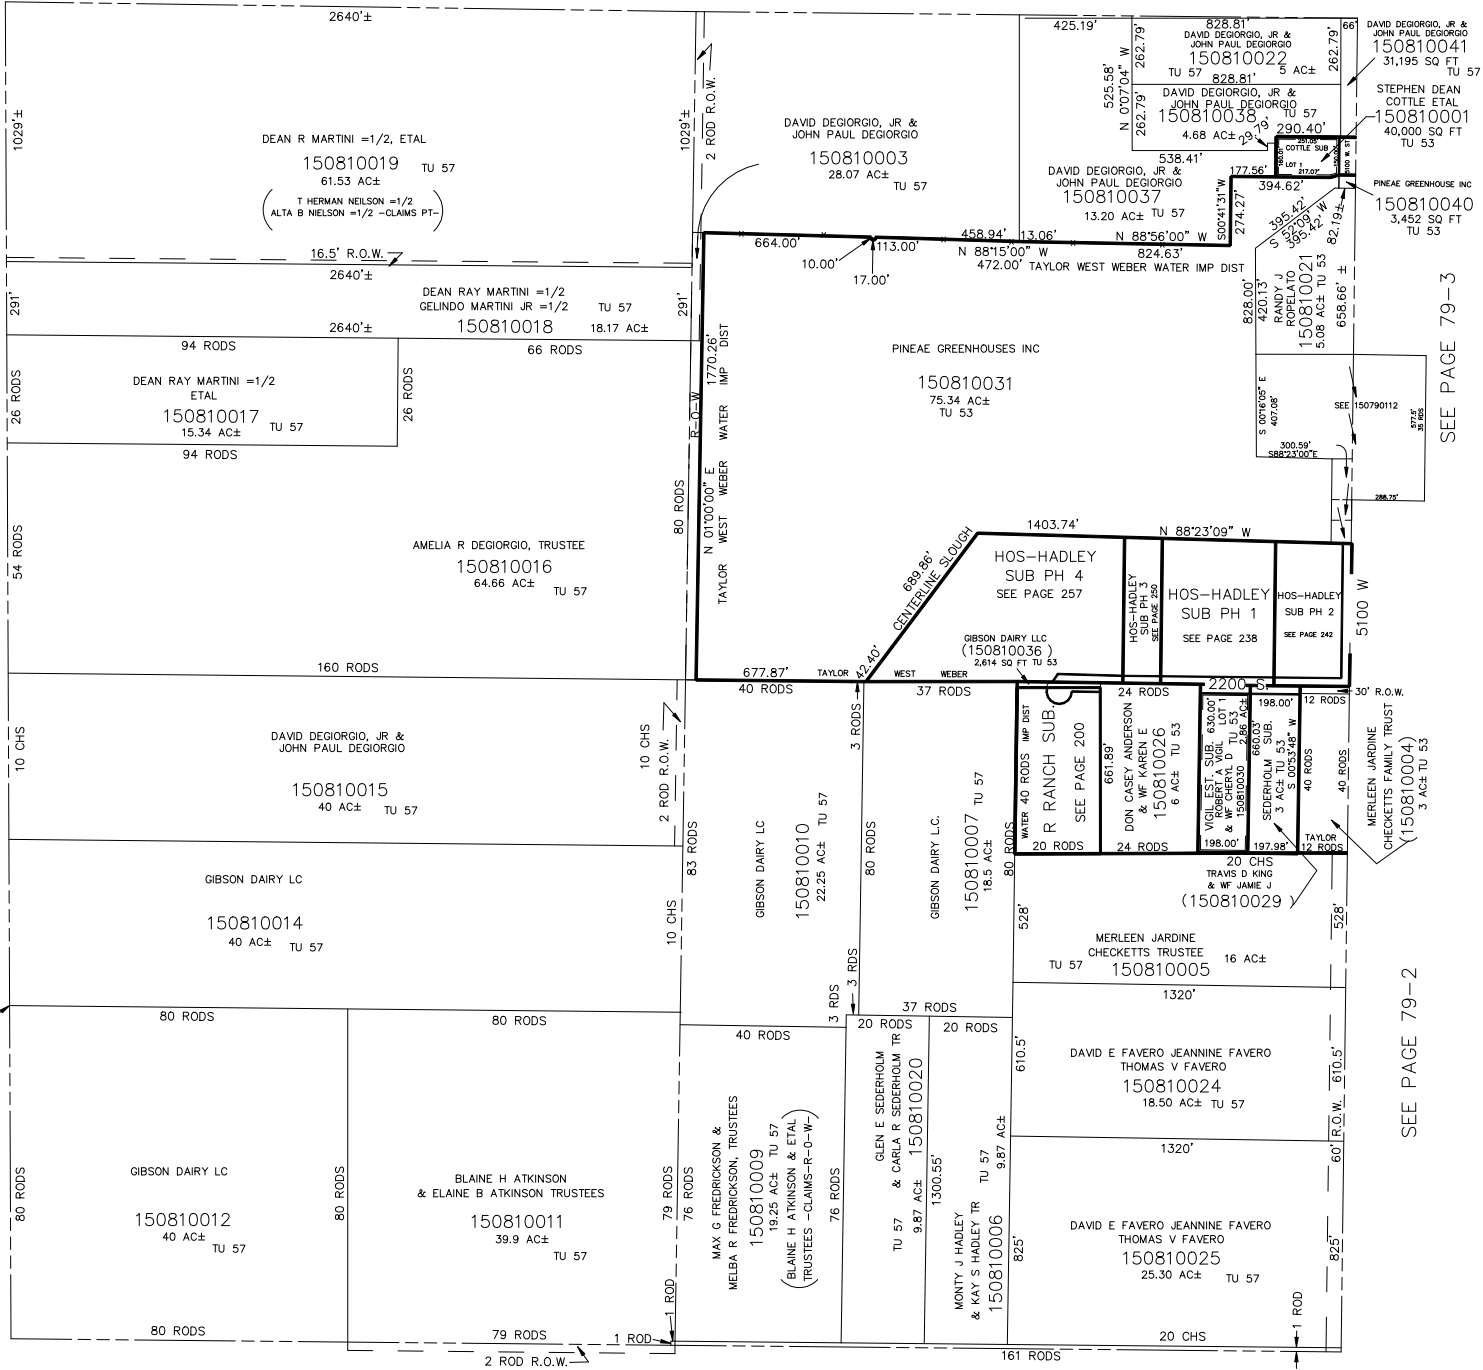 2640'±
1029'±
DEAN R MARTINI =1/2, ETAL
150810019 TU 57
61.53 AC±
T HERMAN NEILSON =1/2
ALTA B NIELSON =1/2 -CLAIMS PT-
16.5' R.O.W.
1029'±
2 ROD R.O.W.
2640'±
291'
DEAN RAY MARTINI =1/2
GELINDO MARTINI JR =1/2 TU 57
150810018 18.17 AC±
291'
2640'±
94 RODS
66 RODS
26 RODS
DEAN RAY MARTINI =1/2
ETAL
150810017 TU 57
15.34 AC±
26 RODS
94 RODS
54 RODS
AMELIA R DEGIORGIO, TRUSTEE
150810016
64.66 AC± TU 57
80 RODS
160 RODS
10 CHS
DAVID DEGIORGIO, JR &
JOHN PAUL DEGIORGIO
150810015
40 AC± TU 57
10 CHS
2 ROD R.O.W.
GIBSON DAIRY LC
150810014
40 AC± TU 57
10 CHS
83 RODS
80 RODS
80 RODS
80 RODS
GIBSON DAIRY LC
150810012
40 AC±
TU 57
80 RODS
80 RODS
BLAINE H ATKINSON
& ELAINE B ATKINSON TRUSTEES
150810011
39.9 AC±
TU 57
79 RODS
76 RODS
79 RODS
1 ROD
1 ROD
2 ROD R.O.W.
DAVID DEGIORGIO, JR &
JOHN PAUL DEGIORGIO
150810003
28.07 AC±
TU 57
425.19'
828.81'
66'
DAVID DEGIORGIO, JR &
JOHN PAUL DEGIORGIO
150810022
TU 57 5 AC±
262.79'
262.79'
828.81'
525.58'
N 0°07'04" W
DAVID DEGIORGIO, JR &
JOHN PAUL DEGIORGIO
150810038 TU 57
4.68 AC±
262.79'
29.79'
290.40'
538.41'
DAVID DEGIORGIO, JR &
JOHN PAUL DEGIORGIO
150810037
13.20 AC± TU 57
177.56'
394.62'
S00°41'31"W
274.27'
251.05'
COTTLE SUB
LOT 1
217.07'
160.01'
5100 W. ST
DAVID DEGIORGIO, JR &
JOHN PAUL DEGIORGIO
150810041
31,195 SQ FT
TU 57
STEPHEN DEAN
COTTLE ETAL
150810001
40,000 SQ FT
TU 53
PINEAE GREENHOUSE INC
150810040
3,452 SQ FT
TU 53
395.42'
S 52°09' W
395.42'
82.19±
828.00'
420.13'
RANDY J
ROPELATO
150810021
5.08 AC± TU 53
658.66' ±
664.00'
10.00'
113.00'
17.00'
458.94'
13.06'
N 88°56'00" W
N 88°15'00" W
824.63'
472.00' TAYLOR WEST WEBER WATER IMP DIST
PINEAE GREENHOUSES INC
150810031
75.34 AC±
TU 53
R-O-W
1770.26'
N 01°00'00" E
TAYLOR WEST WEBER WATER IMP DIST
S 00°16'05" E
407.08'
SEE 150790112
577.5'
35 RODS
300.59'
S88°23'00"E
288.75'
SEE PAGE 79-3
1403.74'
N 88°23'09" W
689.86'
CENTERLINE SLOUGH
42.40'
HOS-HADLEY
SUB PH 4
SEE PAGE 257
HOS-HADLEY
SUB PH 3
SEE PAGE 250
HOS-HADLEY
SUB PH 1
SEE PAGE 238
HOS-HADLEY
SUB PH 2
SEE PAGE 242
5100 W
GIBSON DAIRY LLC
(150810036 )
2,614 SQ FT TU 53
677.87' TAYLOR WEST WEBER
40 RODS
37 RODS
24 RODS
2200 S.
198.00'
12 RODS
30' R.O.W.
3 RODS
GIBSON DAIRY LC
150810010
22.25 AC± TU 57
80 RODS
GIBSON DAIRY L.C.
150810007 TU 57
18.5 AC±
80 RODS
WATER 40 RODS IMP DIST
R RANCH SUB.
SEE PAGE 200
20 RODS
661.89'
DON CASEY ANDERSON
& WF KAREN E
150810026
6 AC± TU 53
24 RODS
VIGIL EST. SUB. 630.00'
ROBERT A VIGIL LOT 1
& WF CHERYL D TU 53
150810030 2.86 AC±
198.00'
660.03'
SEDERHOLM SUB.
3 AC± TU 53
S 00°53'48" W
197.98'
40 RODS
40 RODS
TAYLOR
12 RODS
MERLEEN JARDINE
CHECKETTS FAMILY TRUST
(150810004)
3 AC± TU 53
20 CHS
TRAVIS D KING
& WF JAMIE J
(150810029 )
528'
MERLEEN JARDINE
CHECKETTS TRUSTEE
TU 57 150810005 16 AC±
528'
1320'
SEE PAGE 79-2
3 RDS
3 RDS
37 RODS
40 RODS
20 RODS
20 RODS
MAX G FREDRICKSON &
MELBA R FREDRICKSON, TRUSTEES
150810009
19.25 AC± TU 57
(BLAINE H ATKINSON & ETAL
TRUSTEES -CLAIMS-R-O-W-)
76 RODS
GLEN E SEDERHOLM
& CARLA R SEDERHOLM TR
150810020
TU 57 9.87 AC±
1300.55'
MONTY J HADLEY
& KAY S HADLEY TR
150810006
TU 57
9.87 AC±
610.5'
DAVID E FAVERO JEANNINE FAVERO
THOMAS V FAVERO
150810024
18.50 AC± TU 57
610.5'
60' R.O.W.
1320'
825'
DAVID E FAVERO JEANNINE FAVERO
THOMAS V FAVERO
150810025
25.30 AC± TU 57
825'
20 CHS
1 ROD
161 RODS